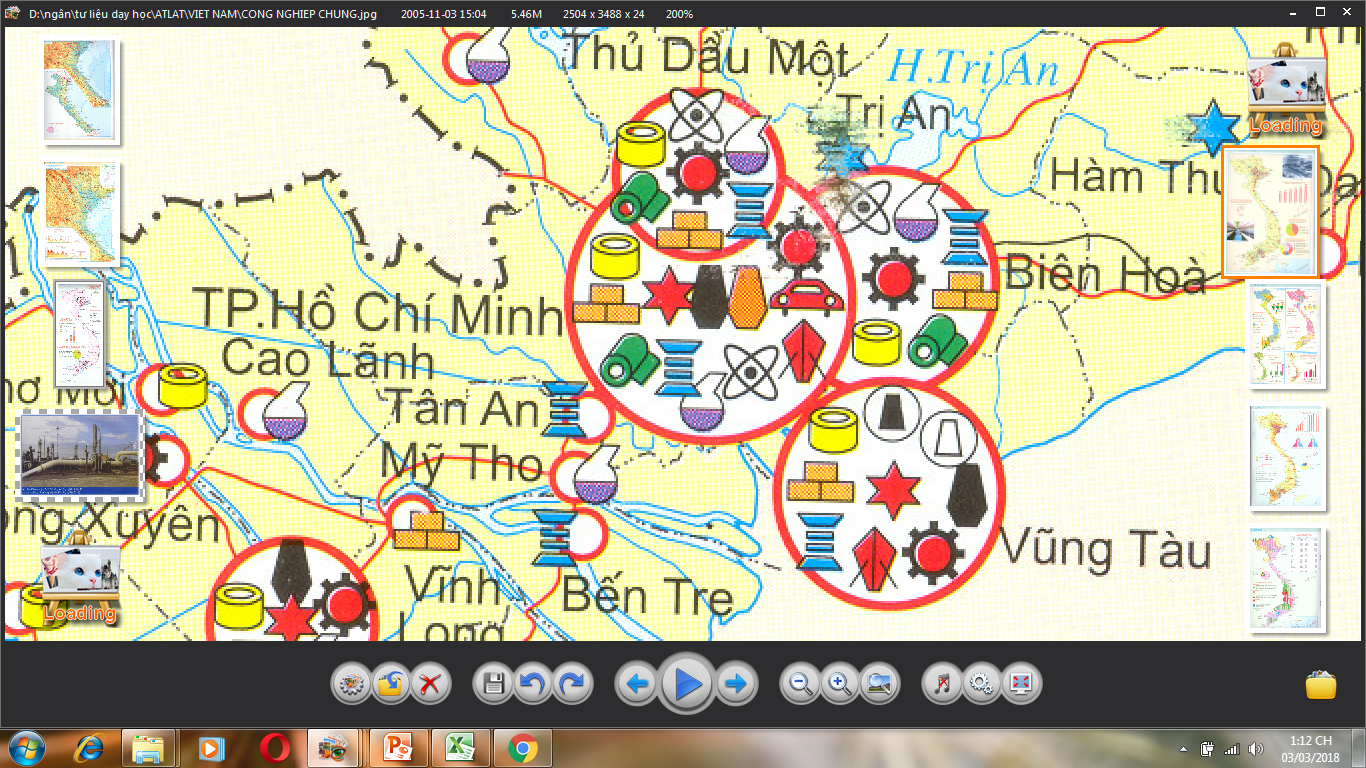 D:\ngân\tư liệu dạy học\ATLAT\VIET NAM\CONG NGHIEP CHUNG.jpg 2005-11-03 15:04 5.46M 2504 x 3488 x 24 200%
Thủ Dầu Một
H.Trị An
Trị An
Loading
Hàm Thu
Biên Hoà
TP.Hồ Chí Minh
Cao Lãnh
Tân An
Mỹ Tho
Vũng Tàu
Xuyên
Vĩnh
Long
Bến Tre
Loading
1:12 CH
03/03/2018